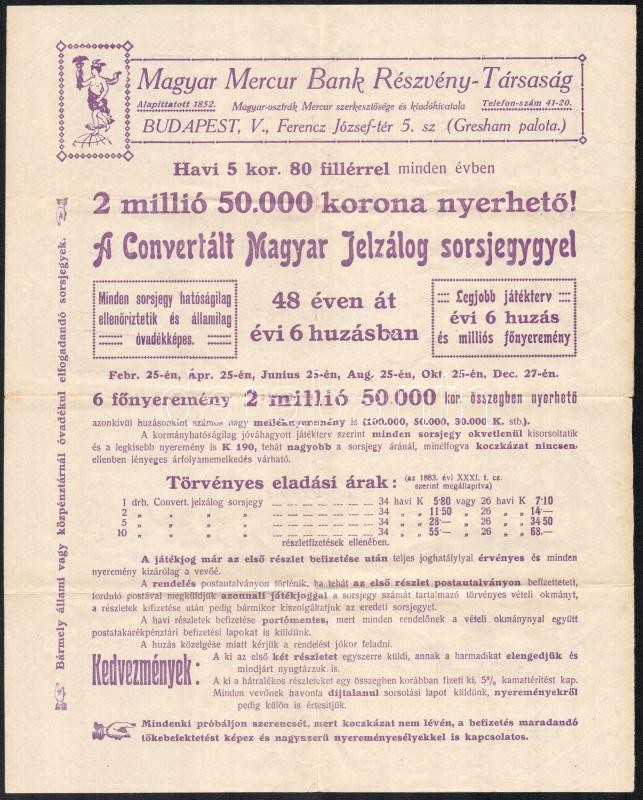 Magyar Mercur Bank Részvény-Társaság
Alapittatott 1852. Magyar-osztrák Mercur szerkesztősége és kiadóhivatala Telefon-szám 41-20.
BUDAPEST, V., Ferencz József-tér 5. sz (Gresham palota.)
Havi 5 kor. 80 fillérrel minden évben
2 millió 50.000 korona nyerhető!
A Convertált Magyar Jelzálog sorsjegygyel
Minden sorsjegy hatóságilag
ellenőriztetik és államilag
óvadékképes.
48 éven át
évi 6 huzásban
Legjobb játékterv
évi 6 huzás
és milliós főnyeremény
Febr. 25-én, Ápr. 25-én, Junius 25-én, Aug. 25-én, Okt. 25-én, Dec. 27-én.
6 főnyeremény 2 millió 50.000 kor. összegben nyerhető
azonkivül huzásonkint számos nagy melléknyeremény is (100.000, 50.000, 30.000 K. stb.).
A kormányhatóságilag jóváhagyott játékterv szerint minden sorsjegy okvetlenül kisorsoltatik
és a legkisebb nyeremény is K 190, tehát nagyobb a sorsjegy áránál, minélfogva koczkázat nincsen,
ellenben lényeges árfolyamemelkedés várható.
Törvényes eladási árak: (az 1883. évi XXXI. t. cz. szerint megállapitva)
1 drb. Convert. jelzálog sorsjegy 34 havi K 5·80 vagy 26 havi K 7·10
2 „ „ „ „ 34 „ „ 11·50 „ 26 „ „ 14·—
5 „ „ „ „ 34 „ „ 28·— „ 26 „ „ 34·50
10 „ „ „ „ 34 „ „ 55·— „ 26 „ „ 68·—
részletfizetések ellenében.
A játékjog már az első részlet befizetése után teljes joghatálylyal érvényes és minden
nyeremény kizárólag a vevőé.
A rendelés postautalványon történik, ha tehát az első részlet postautalványon befizettetett,
forduló postával megküldjük azonnali játékjoggal a sorsjegy számát tartalmazó törvényes vételi okmányt,
a részletek kifizetése után pedig bármikor kiszolgáltatjuk az eredeti sorsjegyet.
A havi részletek befizetése portómentes, mert minden rendelőnek a vételi okmánynyal együtt
postatakarékpénztári befizetési lapokat is küldünk.
A huzás közelgése miatt kérjük a rendelést jókor feladni.
Kedvezmények:
A ki az első két részletet egyszerre küldi, annak a harmadikat elengedjük és
mindjárt nyugtázzuk is.
A ki a hátralékos részleteket egy összegben korábban fizeti ki, 5% kamattéritést kap.
Minden vevőnek havonta dijtalanul sorsolási lapot küldünk, nyereményekről
pedig külön is értesitjük.
Mindenki próbáljon szerencsét, mert koczkázat nem lévén, a befizetés maradandó
tőkebefektetést képez és nagyszerű nyereményesélyekkel is kapcsolatos.
Bármely állami vagy közpénztárnál óvadékul elfogadandó sorsjegyek.